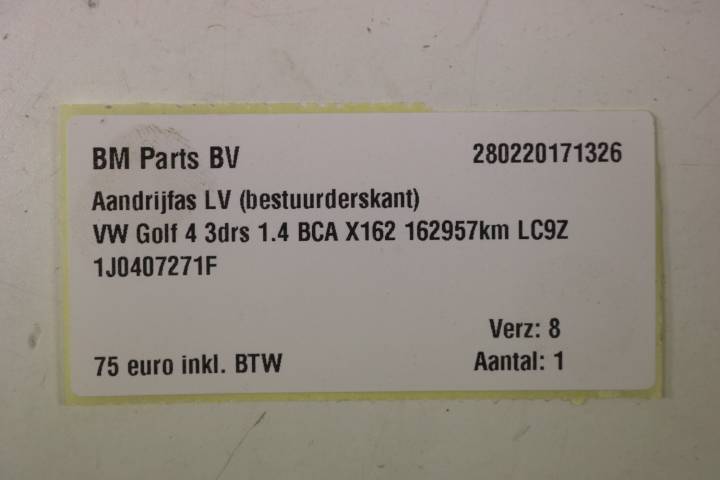 BM Parts BV 280220171326
Aandrijfas LV (bestuurderskant)
VW Golf 4 3drs 1.4 BCA X162 162957km LC9Z
1J0407271F
Verz: 8
75 euro inkl. BTW Aantal: 1